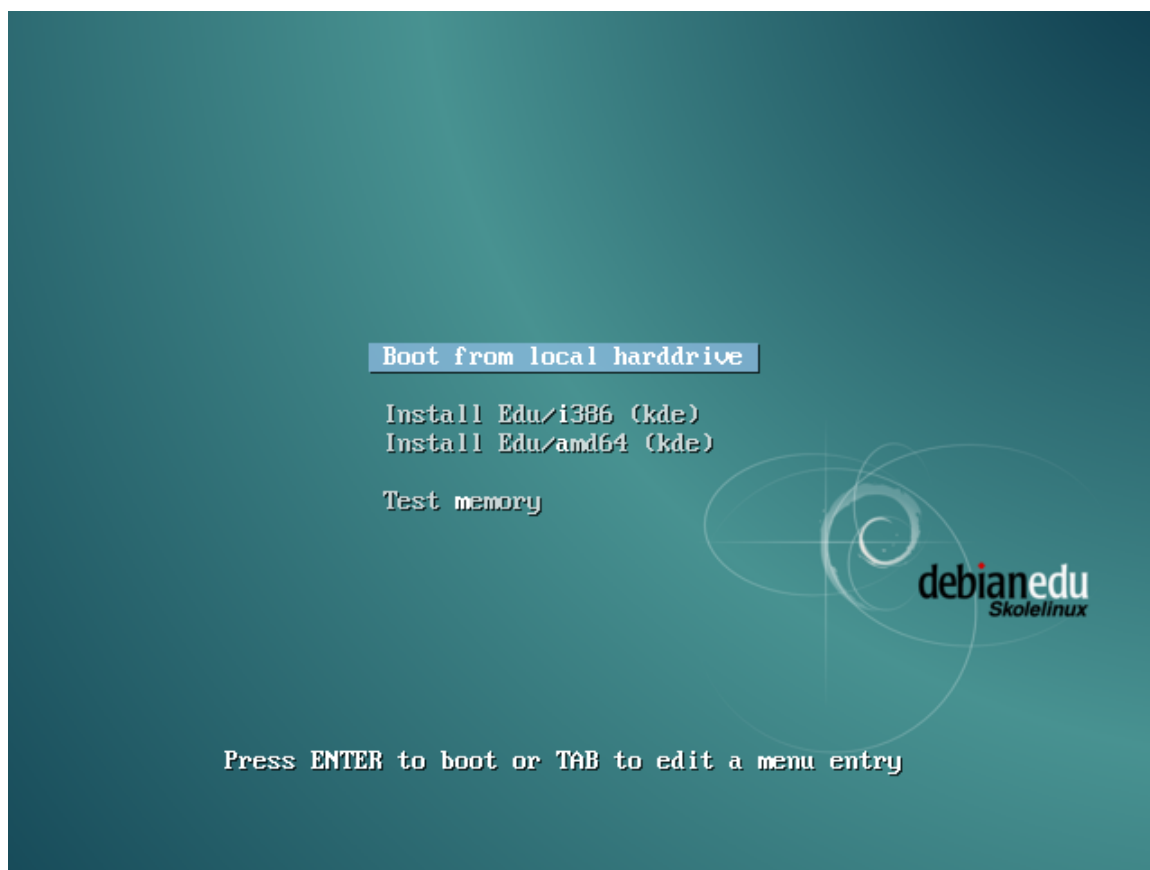 Boot from local harddrive
Install Edu/i386 (kde)
Install Edu/amd64 (kde)
Test memory
debianedu
Skolelinux
Press ENTER to boot or TAB to edit a menu entry